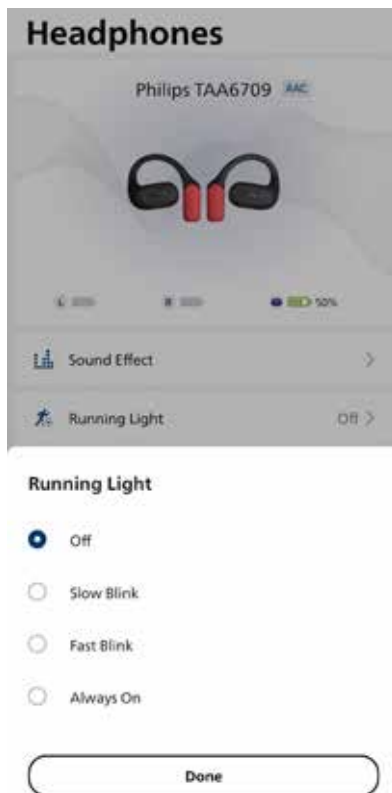 Headphones
Philips TAA6709 AAC
L R 50%
Sound Effect
Running Light Off
Running Light
Off
Slow Blink
Fast Blink
Always On
Done